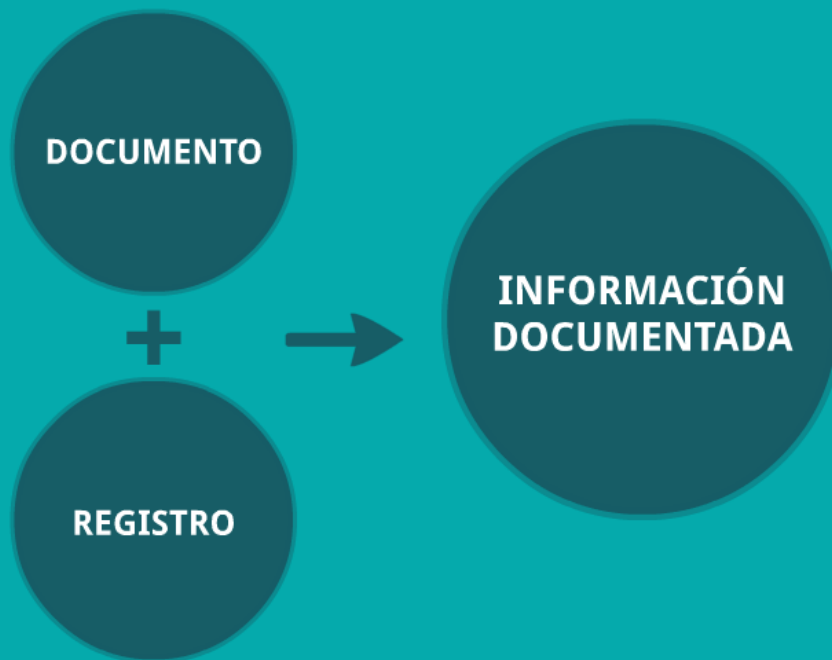 DOCUMENTO
+
REGISTRO
INFORMACIÓN
DOCUMENTADA